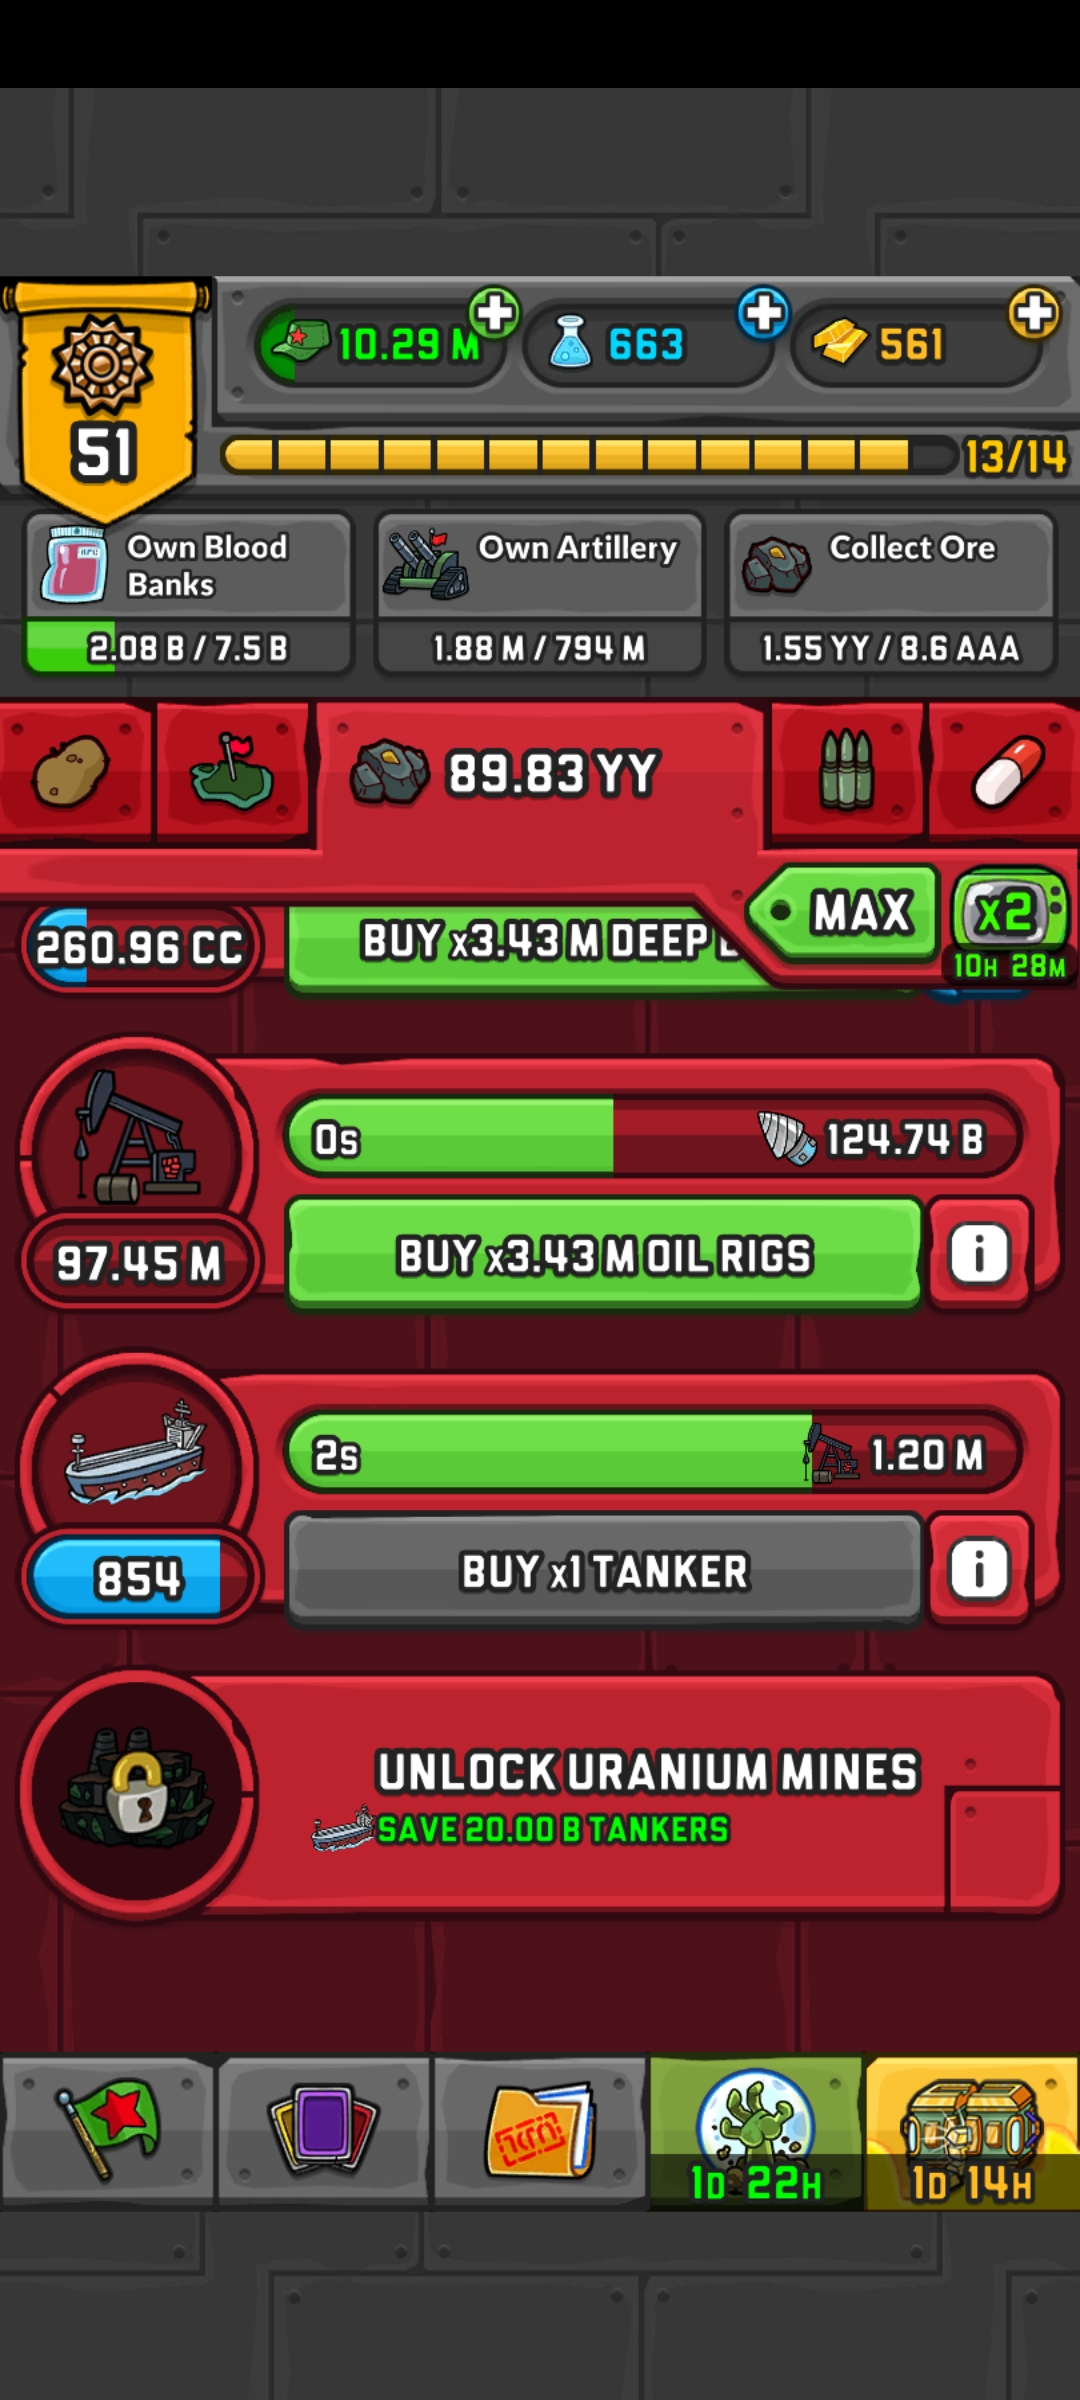 10.29 M
663
561
51
13/14
Own Blood
Banks
2.08 B / 7.5 B
Own Artillery
1.88 M / 794 M
Collect Ore
1.55 YY / 8.6 AAA
89.83 YY
MAX
x2
10H 28M
260.96 CC
BUY x3.43 M DEEP
0s
124.74 B
97.45 M
BUY x3.43 M OIL RIGS
i
2s
1.20 M
854
BUY x1 TANKER
i
UNLOCK URANIUM MINES
SAVE 20.00 B TANKERS
1D 22H
1D 14H